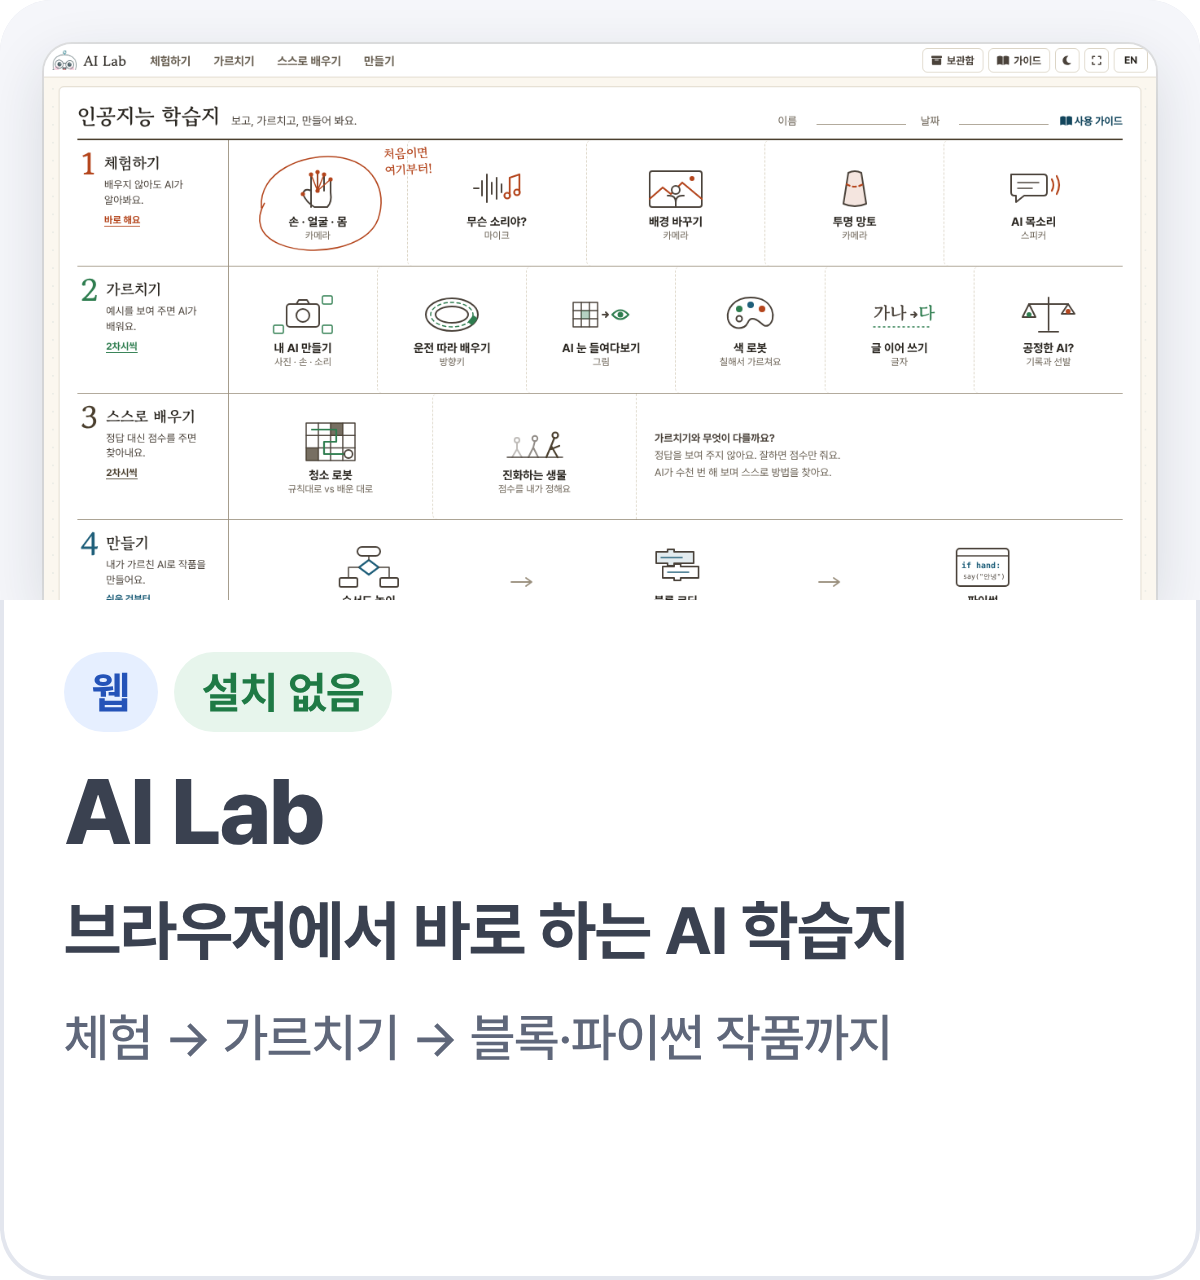 AI Lab 체험하기 가르치기 스스로 배우기 만들기 보관함 가이드 EN
인공지능 학습지 보고, 가르치고, 만들어 봐요. 이름 날짜 사용 가이드
1 체험하기
배우지 않아도 AI가
알아봐요.
바로 해요
처음이면
여기부터!
손·얼굴·몸
카메라
무슨 소리야?
마이크
배경 바꾸기
카메라
투명 망토
카메라
AI 목소리
스피커
2 가르치기
예시를 보여 주면 AI가
배워요.
2차시씩
내 AI 만들기
사진·손·소리
운전 따라 배우기
방향키
AI 눈 들여다보기
그림
색 로봇
칠해서 가르쳐요
가나→다
글 이어 쓰기
글자
공정한 AI?
기록과 선발
3 스스로 배우기
정답 대신 점수를 주면
찾아내요.
2차시씩
청소 로봇
규칙대로 vs 배운 대로
진화하는 생물
점수를 내가 정해요
가르치기와 무엇이 다를까요?
정답을 보여 주지 않아요. 잘하면 점수만 줘요.
AI가 수천 번 해 보며 스스로 방법을 찾아요.
4 만들기
내가 가르친 AI로 작품을
만들어요.
if hand:
say("안녕")
웹 설치 없음
AI Lab
브라우저에서 바로 하는 AI 학습지
체험 → 가르치기 → 블록·파이썬 작품까지